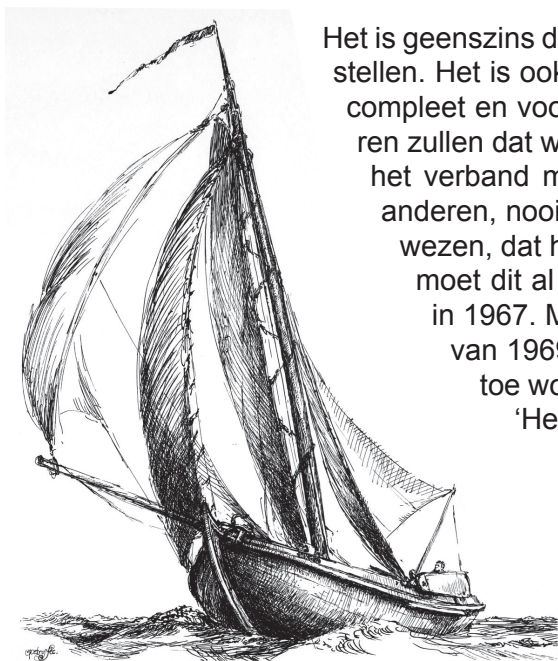 Het is geenszins d
stellen. Het is ook
compleet en voo
ren zullen dat w
het verband m
anderen, nooi
wezen, dat h
moet dit al
in 1967. M
van 1969
toe wo
‘He